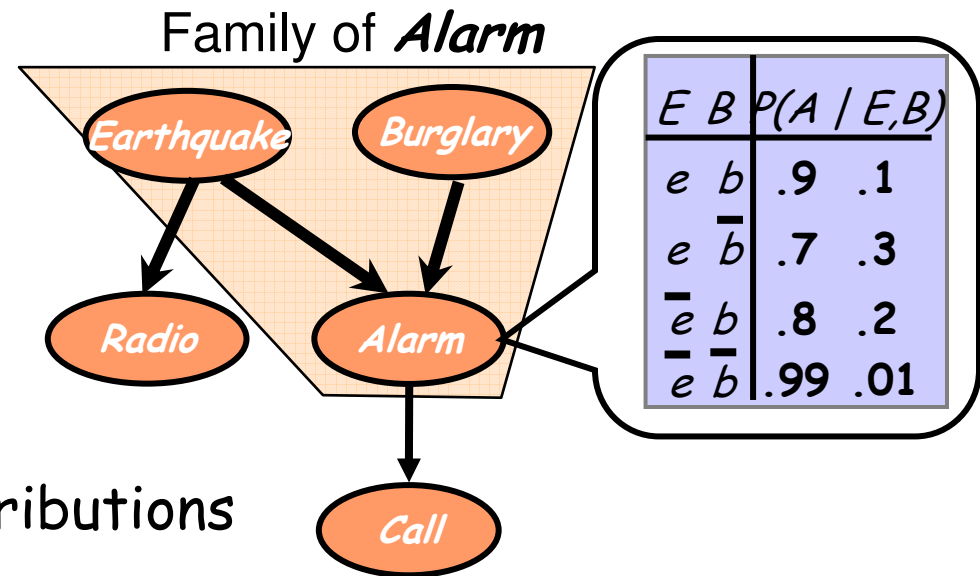 Family of Alarm
Earthquake
Burglary
Radio
Alarm
Call
E B P(A | E,B)
e b .9 .1
e b̅ .7 .3
e̅ b .8 .2
e̅ b̅ .99 .01
ributions